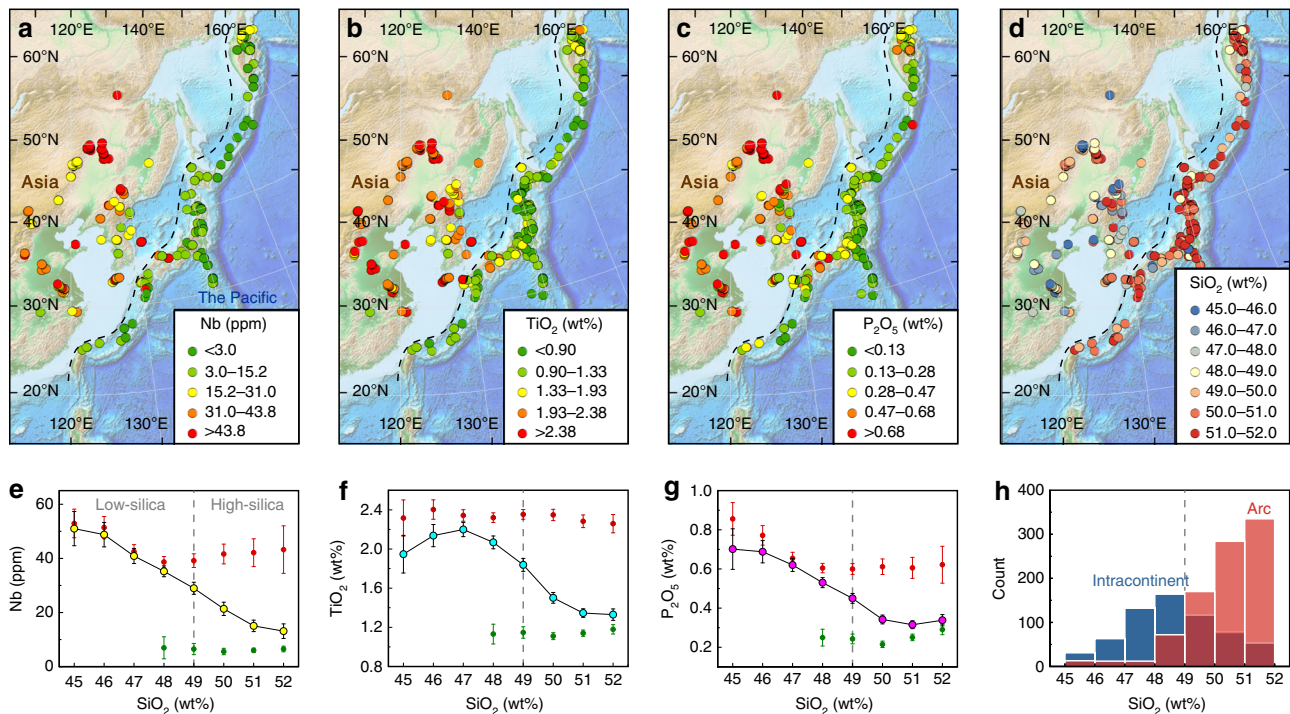 a
120°E
140°E
160°E
60°N
50°N
Asia
40°N
30°N
The Pacific
20°N
120°E
130°E
Nb (ppm)
<3.0
3.0–15.2
15.2–31.0
31.0–43.8
>43.8
b
120°E
140°E
160°E
60°N
50°N
Asia
40°N
30°N
20°N
120°E
130°E
TiO₂ (wt%)
<0.90
0.90–1.33
1.33–1.93
1.93–2.38
>2.38
c
120°E
140°E
160°E
60°N
50°N
Asia
40°N
30°N
20°N
120°E
130°E
P₂O₅ (wt%)
<0.13
0.13–0.28
0.28–0.47
0.47–0.68
>0.68
d
120°E
140°E
160°E
60°N
50°N
Asia
40°N
30°N
20°N
120°E
130°E
SiO₂ (wt%)
45.0–46.0
46.0–47.0
47.0–48.0
48.0–49.0
49.0–50.0
50.0–51.0
51.0–52.0
e
Low-silica
High-silica
Nb (ppm)
60
40
20
0
45 46 47 48 49 50 51 52
SiO₂ (wt%)
f
TiO₂ (wt%)
2.4
2.0
1.6
1.2
0.8
45 46 47 48 49 50 51 52
SiO₂ (wt%)
g
P₂O₅ (wt%)
1.0
0.8
0.6
0.4
0.2
45 46 47 48 49 50 51 52
SiO₂ (wt%)
h
Arc
Intracontinent
Count
400
300
200
100
0
45 46 47 48 49 50 51 52
SiO₂ (wt%)